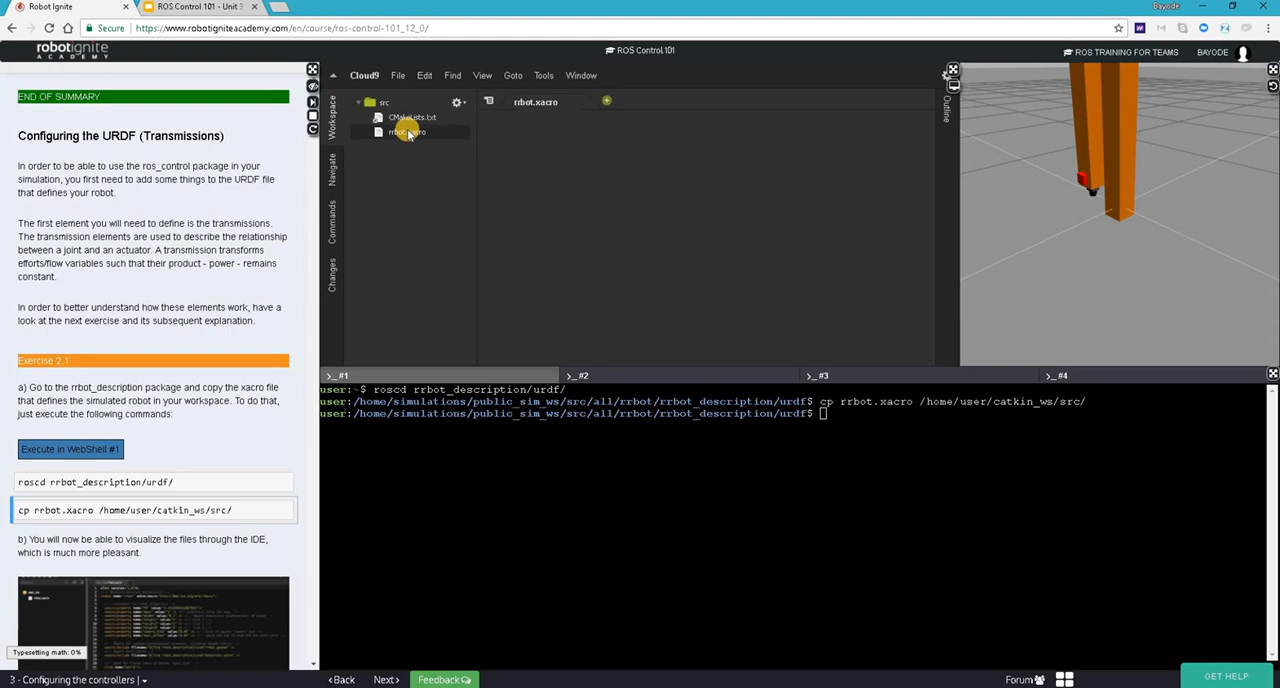 Robot Ignite
ROS Control 101 - Unit 3
Bayode
Secure
https://www.robotigniteacademy.com/en/course/ros-control-101_12_0/
robotignite
ACADEMY
ROS Control 101
ROS TRAINING FOR TEAMS
BAYODE
END OF SUMMARY
Configuring the URDF (Transmissions)
In order to be able to use the ros_control package in your
simulation, you first need to add some things to the URDF file
that defines your robot.
The first element you will need to define is the transmissions.
The transmission elements are used to describe the relationship
between a joint and an actuator. A transmission transforms
efforts/flow variables such that their product - power - remains
constant.
In order to better understand how these elements work, have a
look at the next exercise and its subsequent explanation.
Exercise 2.1
a) Go to the rrbot_description package and copy the xacro file
that defines the simulated robot in your workspace. To do that,
just execute the following commands:
Execute in WebShell #1
roscd rrbot_description/urdf/
cp rrbot.xacro /home/user/catkin_ws/src/
b) You will now be able to visualize the files through the IDE,
which is much more pleasant.
Typesetting math: 0%
3 - Configuring the controllers |
<Back
Next>
Feedback
Forum
GET HELP
Cloud9
File
Edit
Find
View
Goto
Tools
Window
Workspace
Navigate
Commands
Changes
src
CMakeLists.txt
rrbot.xacro
rrbot.xacro
Outline
>_ #1
>_ #2
>_ #3
>_ #4
user:~$ roscd rrbot_description/urdf/
user:/home/simulations/public_sim_ws/src/all/rrbot/rrbot_description/urdf$ cp rrbot.xacro /home/user/catkin_ws/src/
user:/home/simulations/public_sim_ws/src/all/rrbot/rrbot_description/urdf$